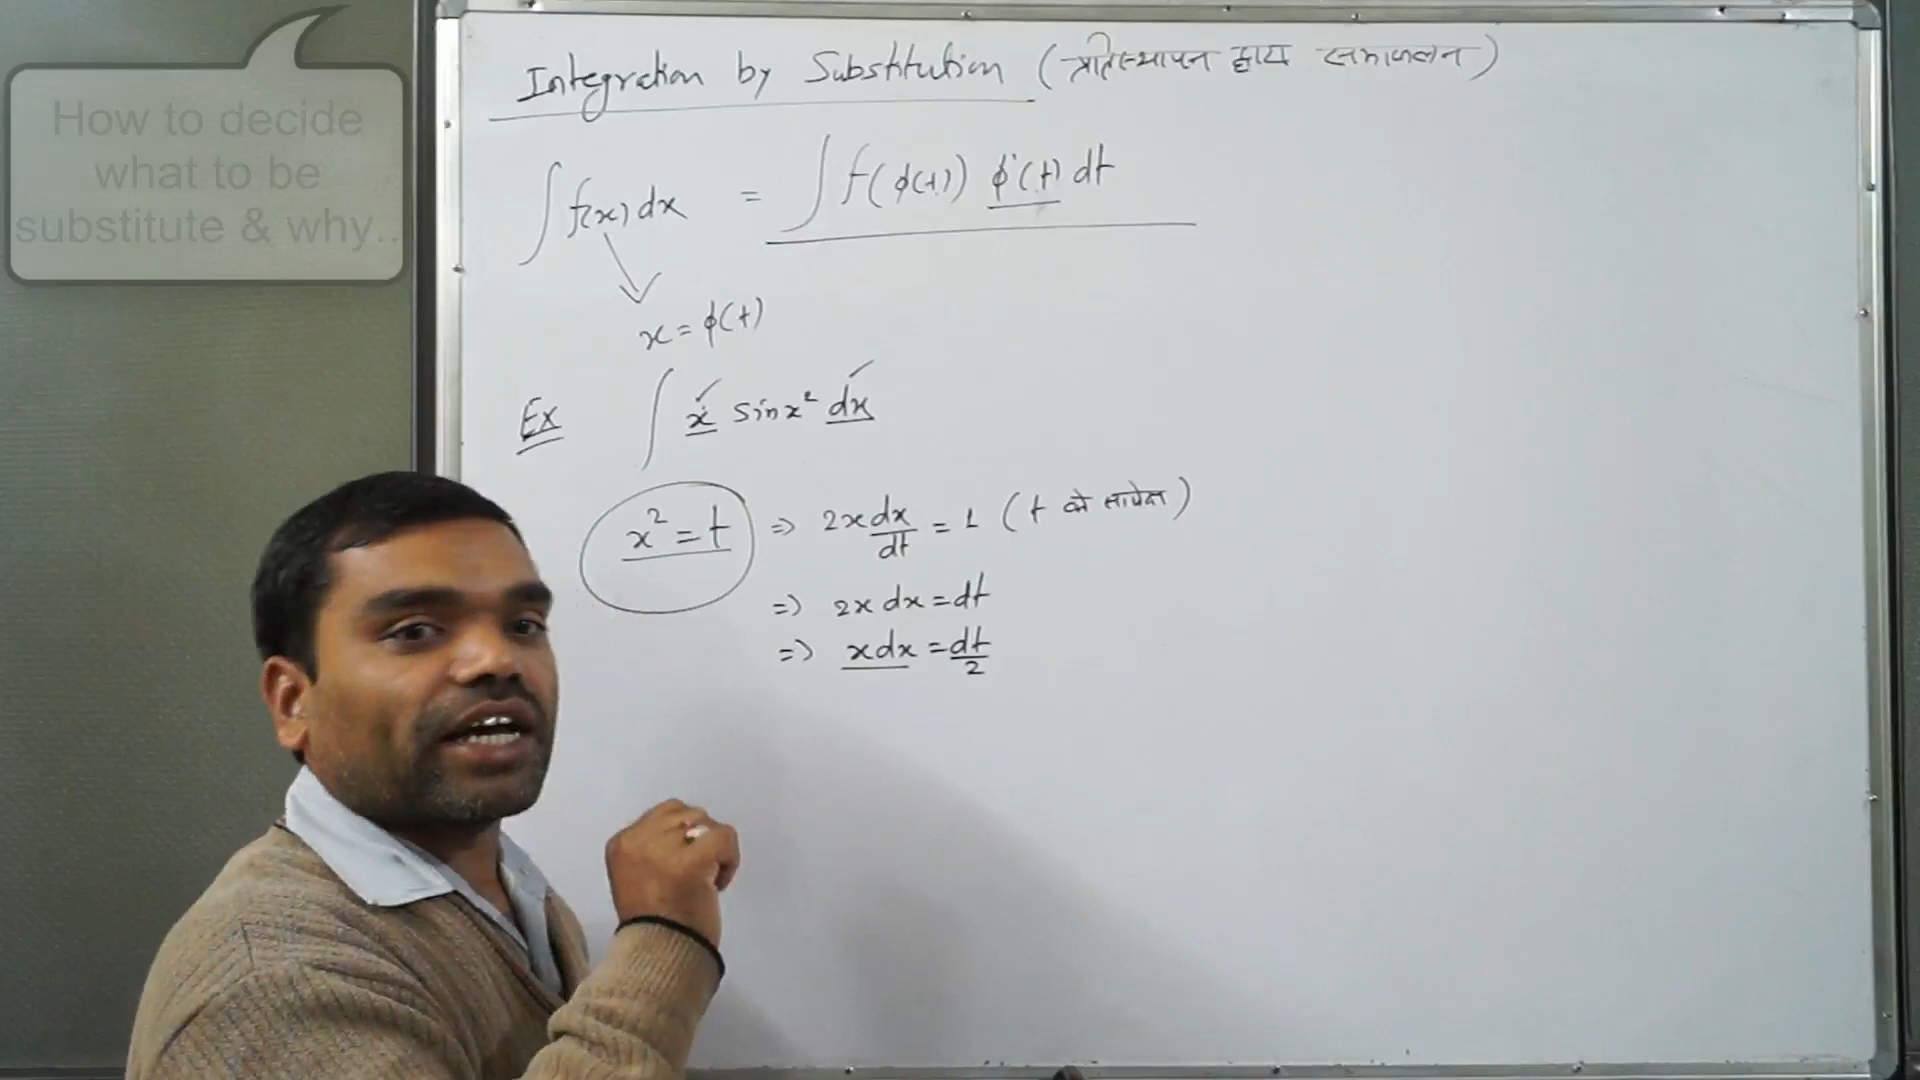 How to decide
what to be
substitute & why..
Integration by Substitution (प्रतिस्थापन द्वारा समाकलन)
∫ f(x) dx = ∫ f(φ(t)) φ'(t) dt
x = φ(t)
Ex ∫ x sin x² dx
x² = t ⇒ 2x dx/dt = 1 (t के सापेक्ष)
⇒ 2x dx = dt
⇒ x dx = dt/2